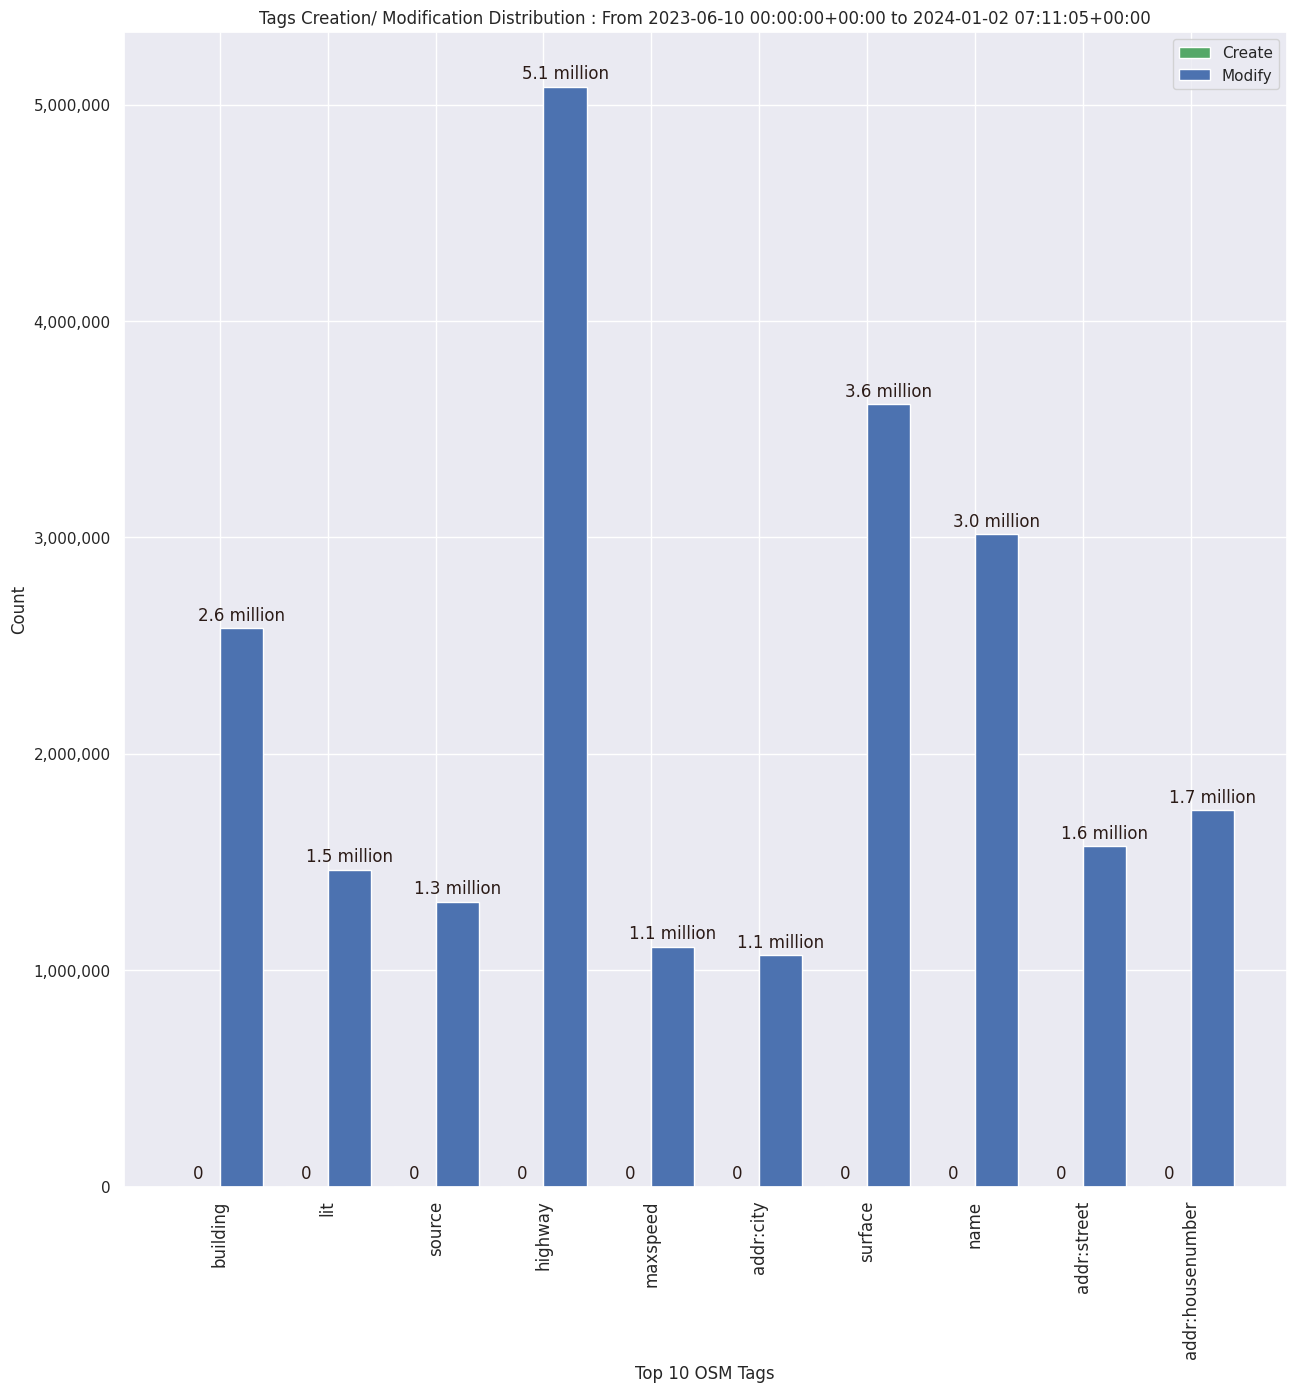 Tags Creation/ Modification Distribution : From 2023-06-10 00:00:00+00:00 to 2024-01-02 07:11:05+00:00
Create
Modify
Count
5,000,000
4,000,000
3,000,000
2,000,000
1,000,000
0
2.6 million
1.5 million
1.3 million
5.1 million
1.1 million
1.1 million
3.6 million
3.0 million
1.6 million
1.7 million
0
0
0
0
0
0
0
0
0
0
building
lit
source
highway
maxspeed
addr:city
surface
name
addr:street
addr:housenumber
Top 10 OSM Tags